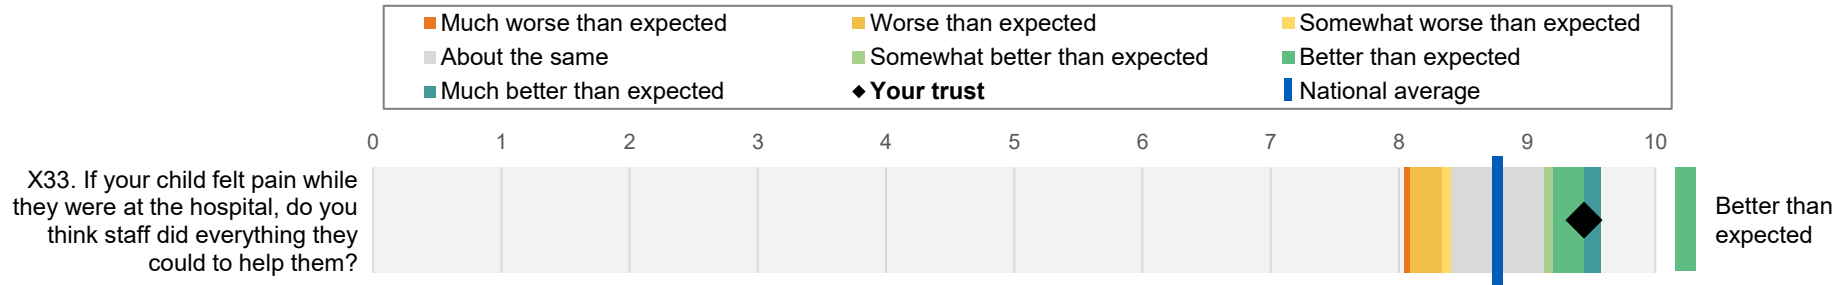 Much worse than expected
Worse than expected
Somewhat worse than expected
About the same
Somewhat better than expected
Better than expected
Much better than expected
Your trust
National average
0 1 2 3 4 5 6 7 8 9 10
X33. If your child felt pain while
they were at the hospital, do you
think staff did everything they
could to help them?
Better than
expected